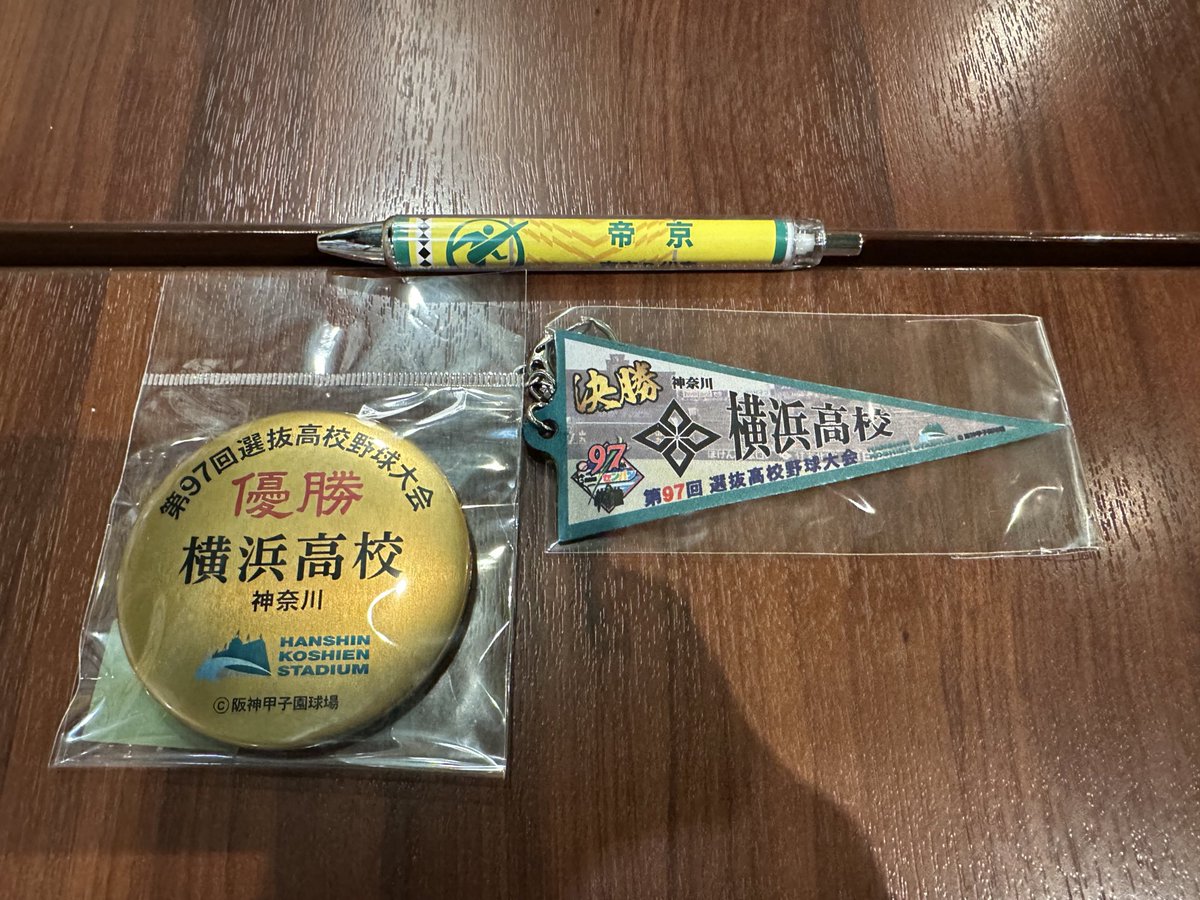 帝京
第97回選抜高校野球大会
優勝
横浜高校
神奈川
HANSHIN
KOSHIEN
STADIUM
©阪神甲子園球場
決勝
神奈川
横浜高校
97
第97回 選抜高校野球大会